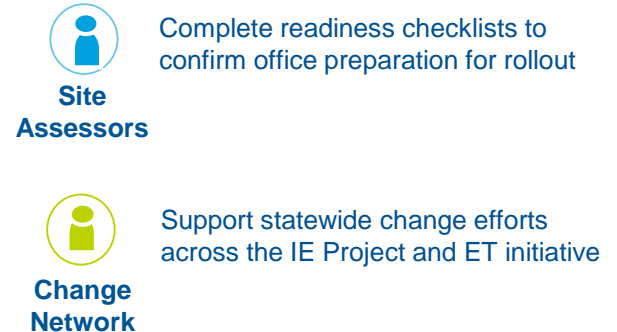 Complete readiness checklists to
confirm office preparation for rollout
Site
Assessors
Support statewide change efforts
across the IE Project and ET initiative
Change
Network